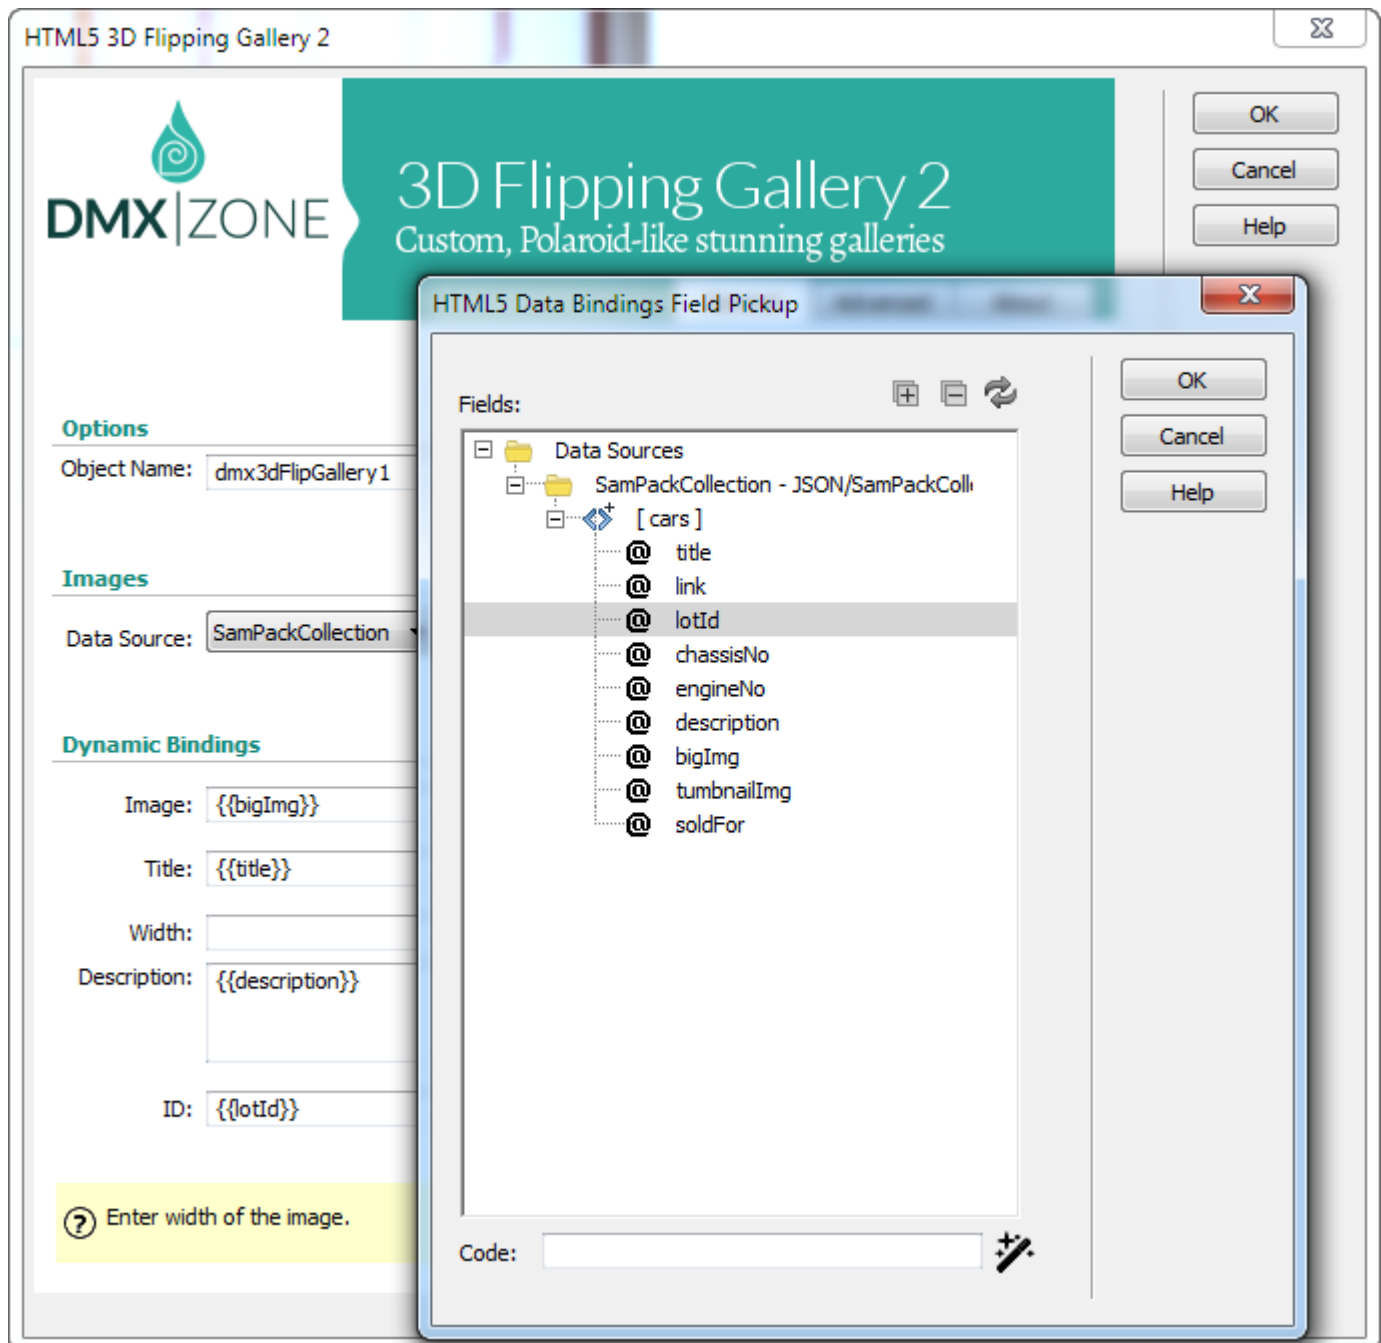 HTML5 3D Flipping Gallery 2
DMX|ZONE
3D Flipping Gallery 2
Custom, Polaroid-like stunning galleries
OK
Cancel
Help
Options
Object Name: dmx3dFlipGallery1
Images
Data Source: SamPackCollection
Dynamic Bindings
Image: {{bigImg}}
Title: {{title}}
Width:
Description: {{description}}
ID: {{lotId}}
Enter width of the image.
HTML5 Data Bindings Field Pickup
Fields:
Data Sources
SamPackCollection - JSON/SamPackColl
[ cars ]
@ title
@ link
@ lotId
@ chassisNo
@ engineNo
@ description
@ bigImg
@ tumbnailImg
@ soldFor
Code:
OK
Cancel
Help